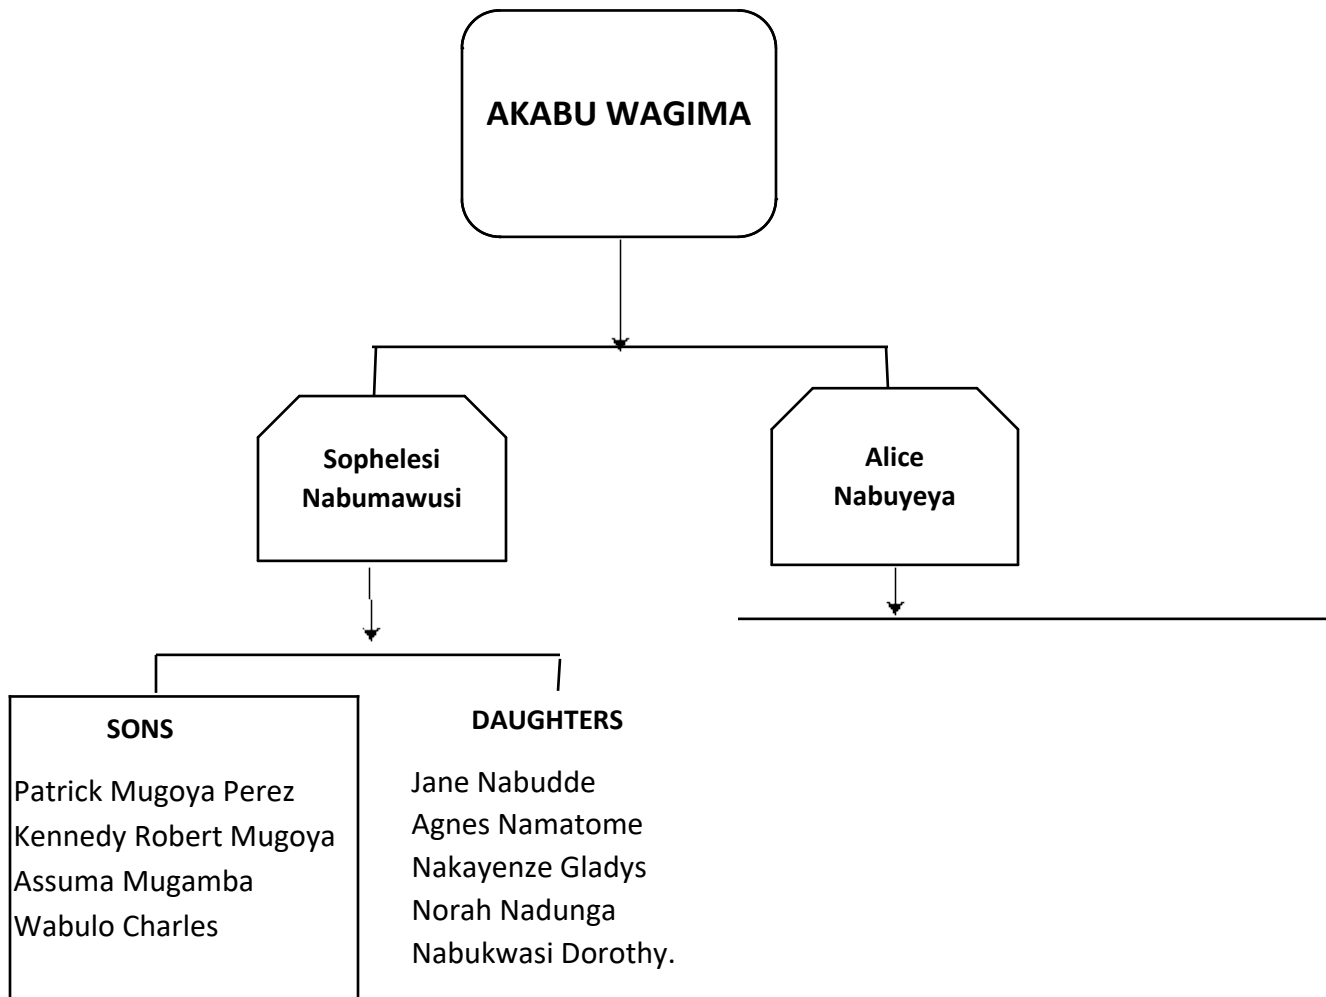 AKABU WAGIMA
Sophelesi
Nabumawusi
Alice
Nabuyeya
SONS
Patrick Mugoya Perez
Kennedy Robert Mugoya
Assuma Mugamba
Wabulo Charles
DAUGHTERS
Jane Nabudde
Agnes Namatome
Nakayenze Gladys
Norah Nadunga
Nabukwasi Dorothy.